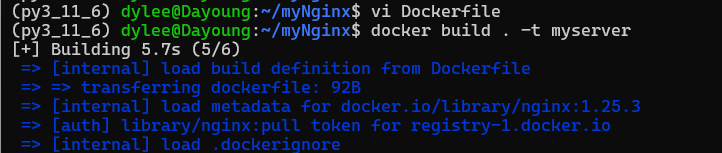 (py3_11_6) dylee@Dayoung:~/myNginx$ vi Dockerfile
(py3_11_6) dylee@Dayoung:~/myNginx$ docker build . -t myserver
[+] Building 5.7s (5/6)
=> [internal] load build definition from Dockerfile
=> => transferring dockerfile: 92B
=> [internal] load metadata for docker.io/library/nginx:1.25.3
=> [auth] library/nginx:pull token for registry-1.docker.io
=> [internal] load .dockerignore